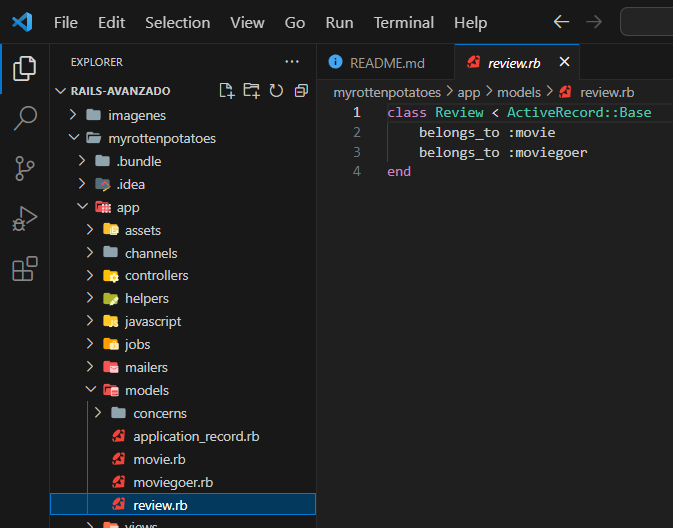 File Edit Selection View Go Run Terminal Help
EXPLORER
RAILS-AVANZADO
imagenes
myrottenpotatoes
.bundle
.idea
app
assets
channels
controllers
helpers
javascript
jobs
mailers
models
concerns
application_record.rb
movie.rb
moviegoer.rb
review.rb
views
README.md review.rb
myrottenpotatoes > app > models > review.rb
1 class Review < ActiveRecord::Base
2 belongs_to :movie
3 belongs_to :moviegoer
4 end